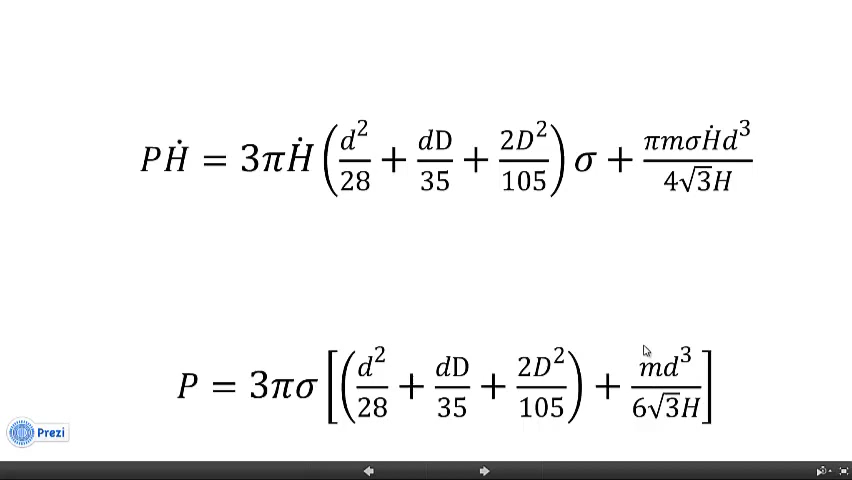 PḢ = 3πḢ (d²/28 + dD/35 + 2D²/105) σ + πmσḢd³/4√3H
P = 3πσ [(d²/28 + dD/35 + 2D²/105) + md³/6√3H]
Prezi